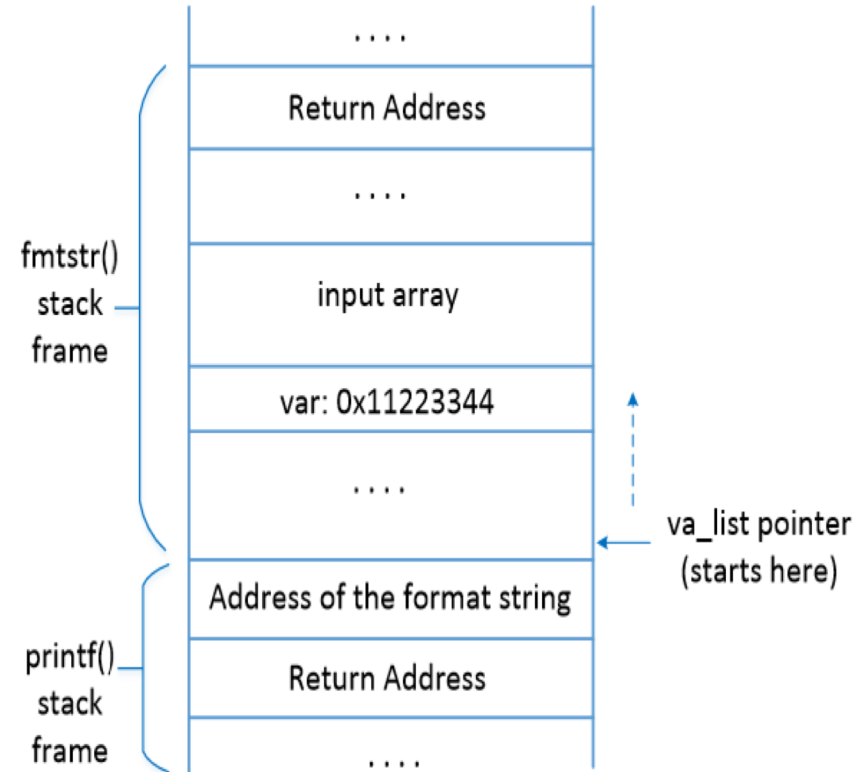 . . . .
Return Address
. . . .
fmtstr()
stack
frame
input array
var: 0x11223344
. . . .
va_list pointer
(starts here)
Address of the format string
printf()
stack
frame
Return Address
. . . .